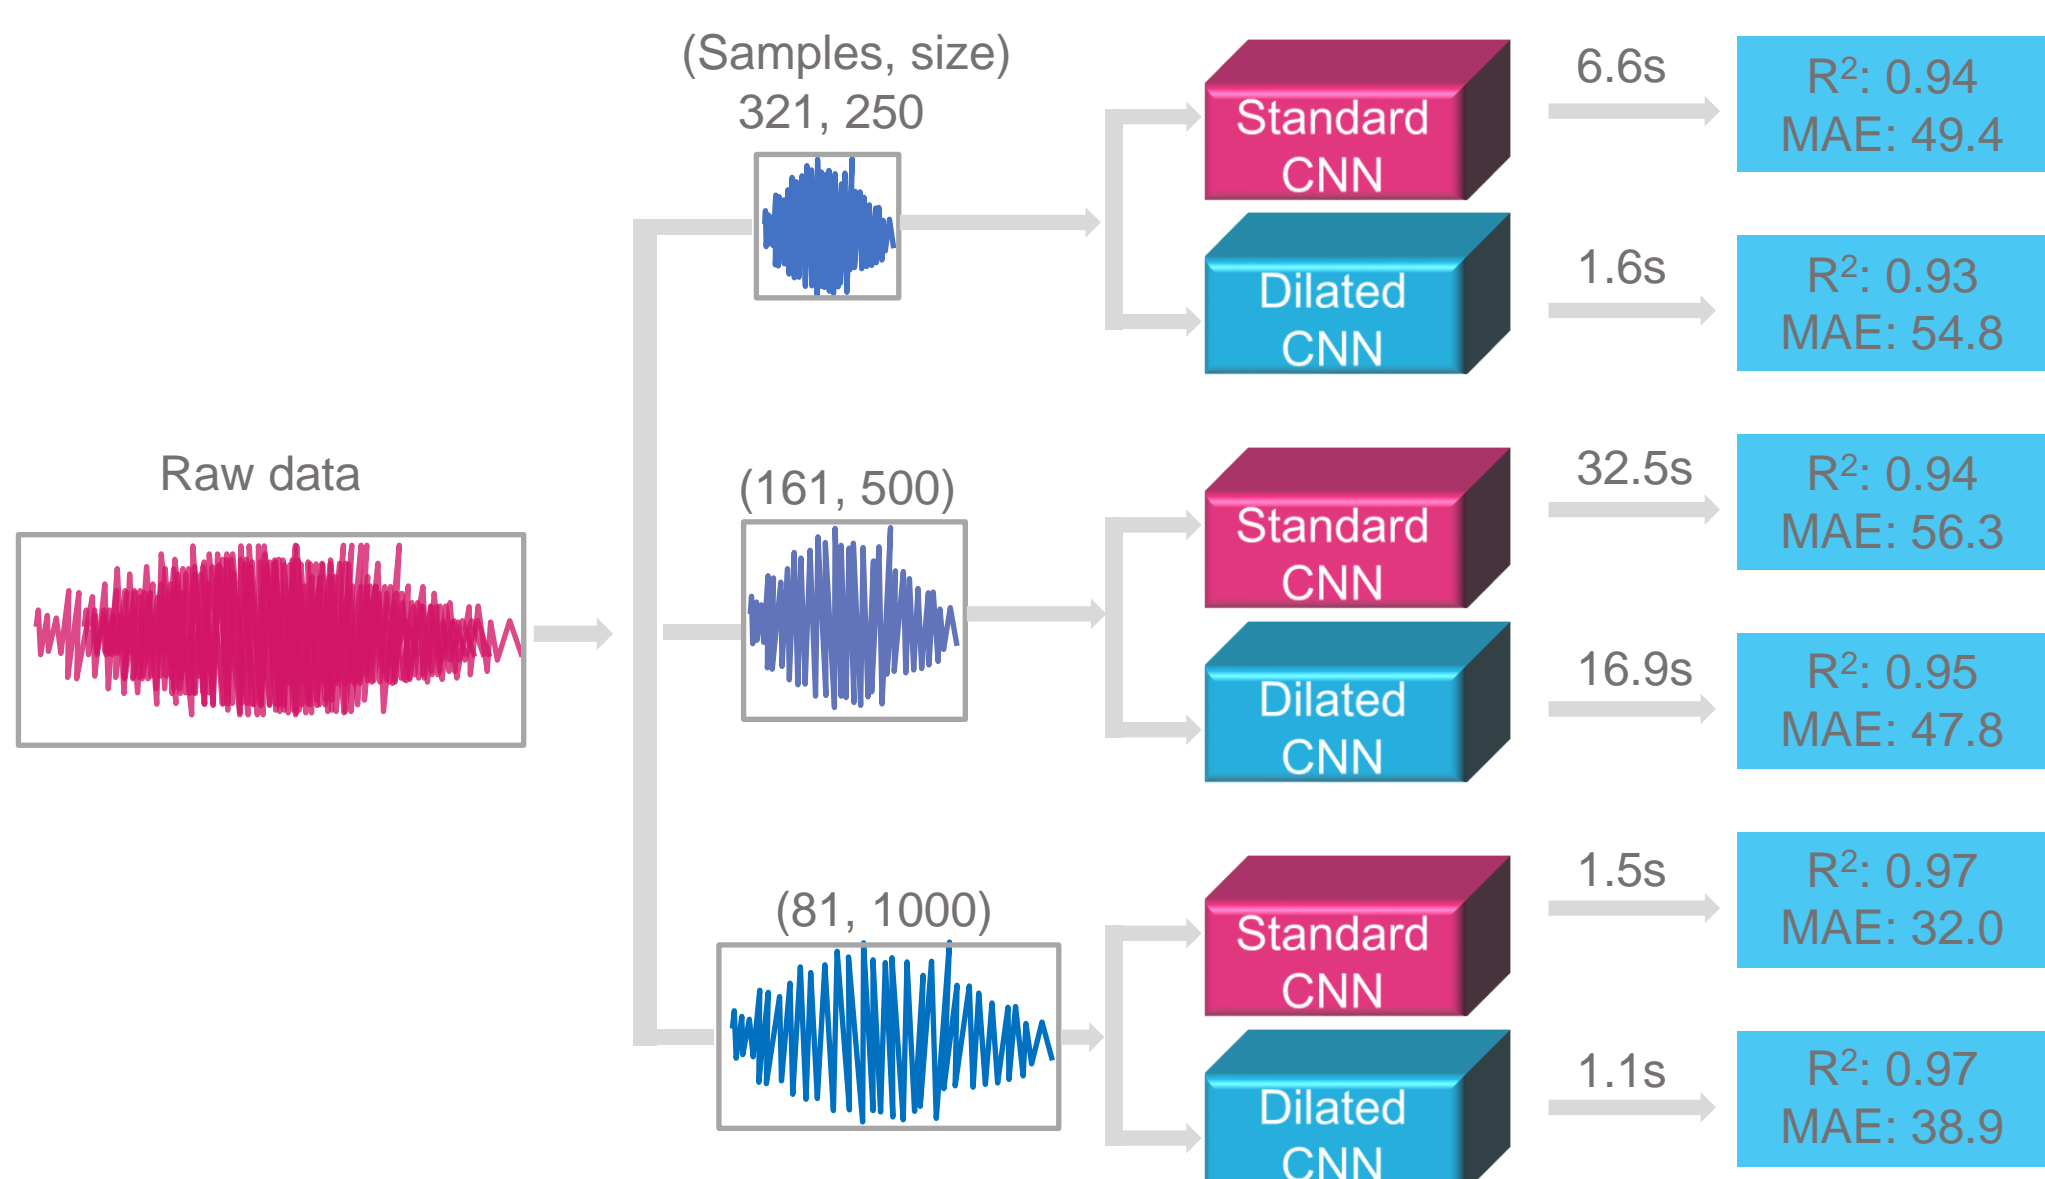 (Samples, size)
321, 250
Standard
CNN
6.6s
R²: 0.94
MAE: 49.4
Dilated
CNN
1.6s
R²: 0.93
MAE: 54.8
Raw data
(161, 500)
Standard
CNN
32.5s
R²: 0.94
MAE: 56.3
Dilated
CNN
16.9s
R²: 0.95
MAE: 47.8
(81, 1000)
Standard
CNN
1.5s
R²: 0.97
MAE: 32.0
Dilated
CNN
1.1s
R²: 0.97
MAE: 38.9